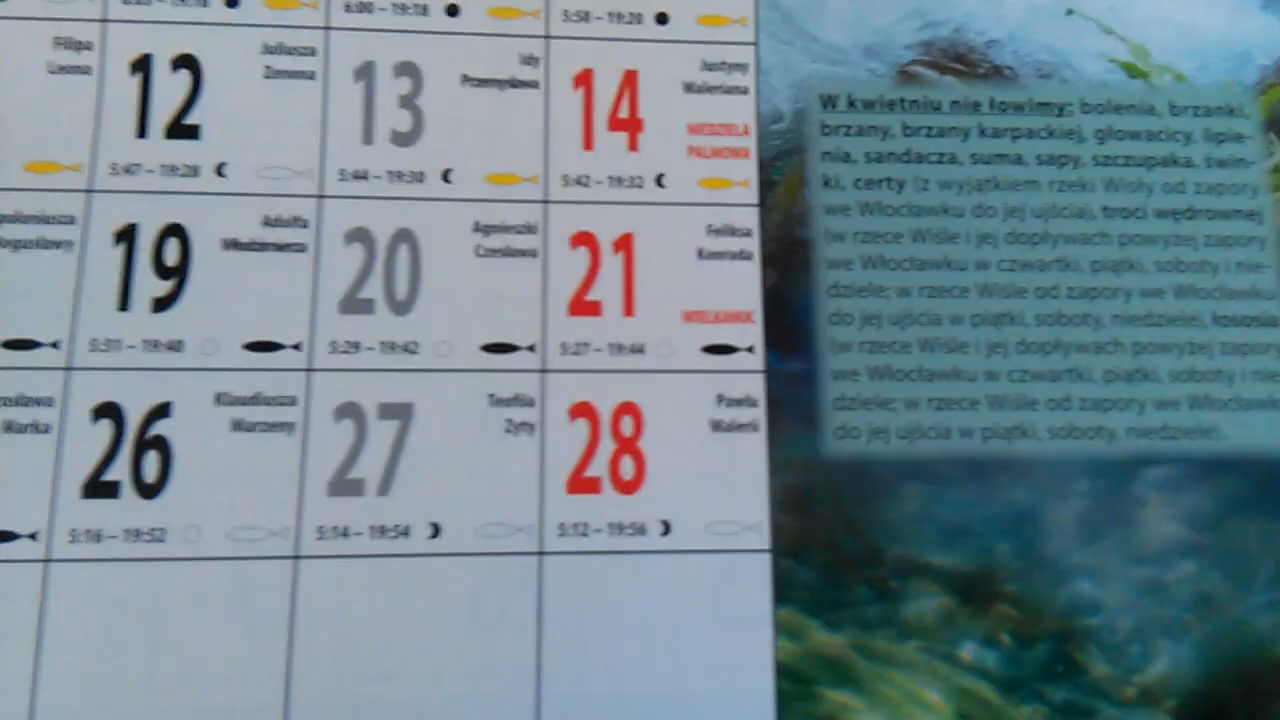 6:00 – 19:18
5:58 – 19:20
Filipa
Leona
12
Juliusza
Zenona
5:47 – 19:28
13
Idy
Przemysława
5:44 – 19:30
14
Justyny
Waleriana
NIEDZIELA
PALMOWA
5:42 – 19:32
19
Adolfa
Włodzimierza
5:31 – 19:40
20
Agnieszki
Czesława
5:29 – 19:42
21
Feliksa
Konrada
WIELKANOC
5:27 – 19:44
Marka
26
Klaudiusza
Marzeny
5:16 – 19:52
27
Teofila
Zyty
5:14 – 19:54
28
Pawła
Walerii
5:12 – 19:56
W kwietniu nie łowimy: bolenia, brzanki,
brzany, brzany karpackiej, głowacicy, lipie-
nia, sandacza, suma, sapy, szczupaka, świn-
ki, certy (z wyjątkiem rzeki Wisły od zapory
we Włocławku do jej ujścia), troci wędrownej
(w rzece Wiśle i jej dopływach powyżej zapory
we Włocławku w czwartki, piątki, soboty i nie-
dziele; w rzece Wiśle od zapory we Włocławku
do jej ujścia w piątki, soboty, niedziele), łososia
(w rzece Wiśle i jej dopływach powyżej zapory
we Włocławku w czwartki, piątki, soboty i nie-
dziele; w rzece Wiśle od zapory we Włocławku
do jej ujścia w piątki, soboty, niedziele).